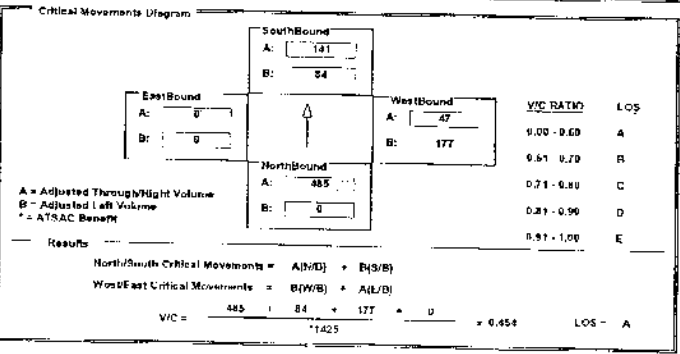 Critical Movements Diagram
SouthBound
A: 141
B: 84
EastBound
A: 0
B: 0
WestBound
A: 47
B: 177
NorthBound
A: 485
B: 0
V/C RATIO LOS
0.00 - 0.60 A
0.61 - 0.70 B
0.71 - 0.80 C
0.81 - 0.90 D
0.91 - 1.00 E
A = Adjusted Through/Right Volume
B = Adjusted Left Volume
* = ATSAC Benefit
Results
North/South Critical Movements = A(N/B) + B(S/B)
West/East Critical Movements = B(W/B) + A(E/B)
V/C = 485 + 84 + 177 + 0
*1425
= 0.454 LOS = A